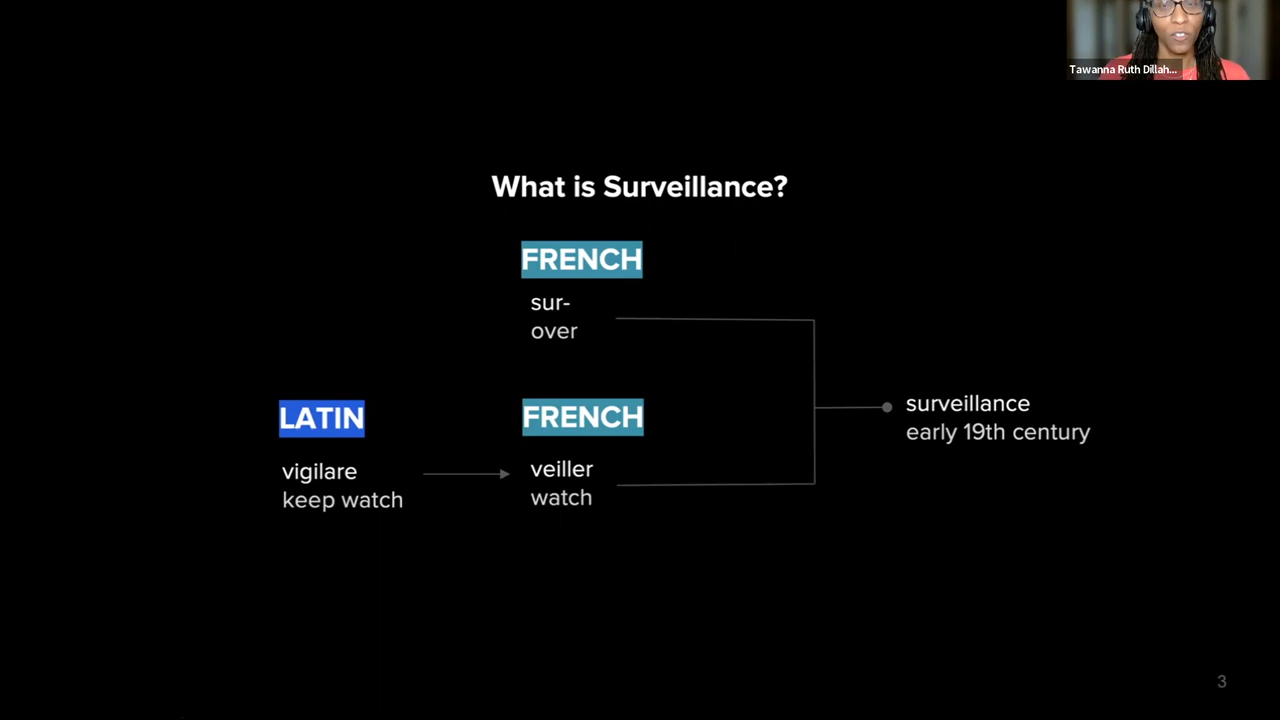 Tawanna Ruth Dillah...
What is Surveillance?
FRENCH
sur-
over
LATIN
vigilare
keep watch
FRENCH
veiller
watch
surveillance
early 19th century
3